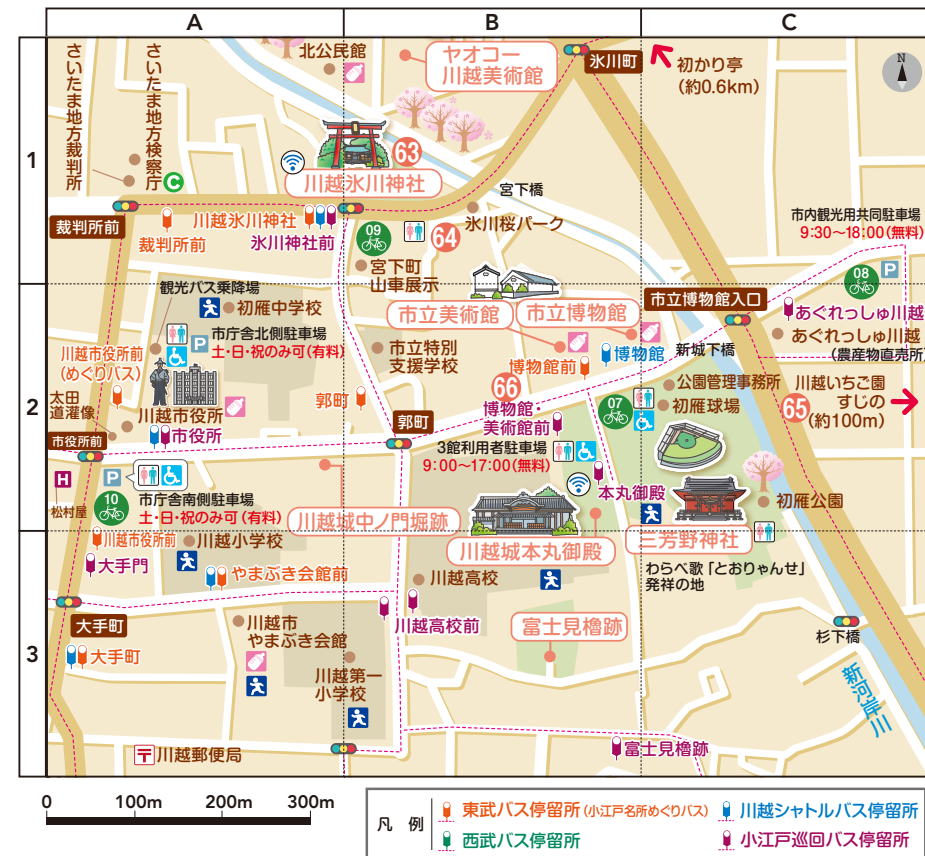 A
B
C
1
2
3
さいたま地方裁判所
さいたま地方検察庁
C
北公民館
ヤオコー
川越美術館
氷川町
初かり亭
(約0.6km)
N
63
川越氷川神社
宮下橋
裁判所前
裁判所前
川越氷川神社
氷川神社前
09
64
氷川桜パーク
宮下町
山車展示
市内観光用共同駐車場
9:30〜18:00(無料)
08
P
観光バス乗降場
初雁中学校
P
市庁舎北側駐車場
土・日・祝のみ可(有料)
川越市役所前
(めぐりバス)
太田
道灌像
川越市役所
市役所
市役所前
市立美術館
市立博物館
市立博物館入口
あぐれっしゅ川越
あぐれっしゅ川越
(農産物直売所)
市立特別
支援学校
博物館前
博物館
新城下橋
郭町
66
博物館・
美術館前
07
公園管理事務所
初雁球場
65
川越いちご園
すじの
(約100m)
郭町
3館利用者駐車場
9:00〜17:00(無料)
本丸御殿
H
松村屋
P
10
市庁舎南側駐車場
土・日・祝のみ可(有料)
川越城中ノ門堀跡
川越城本丸御殿
三芳野神社
初雁公園
川越市役所前
川越小学校
大手門
やまぶき会館前
わらべ歌「とおりゃんせ」
発祥の地
川越高校
川越高校前
富士見櫓跡
大手町
大手町
川越市
やまぶき会館
川越第一
小学校
杉下橋
新河岸川
〒
川越郵便局
富士見櫓跡
0
100m
200m
300m
凡 例
東武バス停留所(小江戸名所めぐりバス)
川越シャトルバス停留所
西武バス停留所
小江戸巡回バス停留所